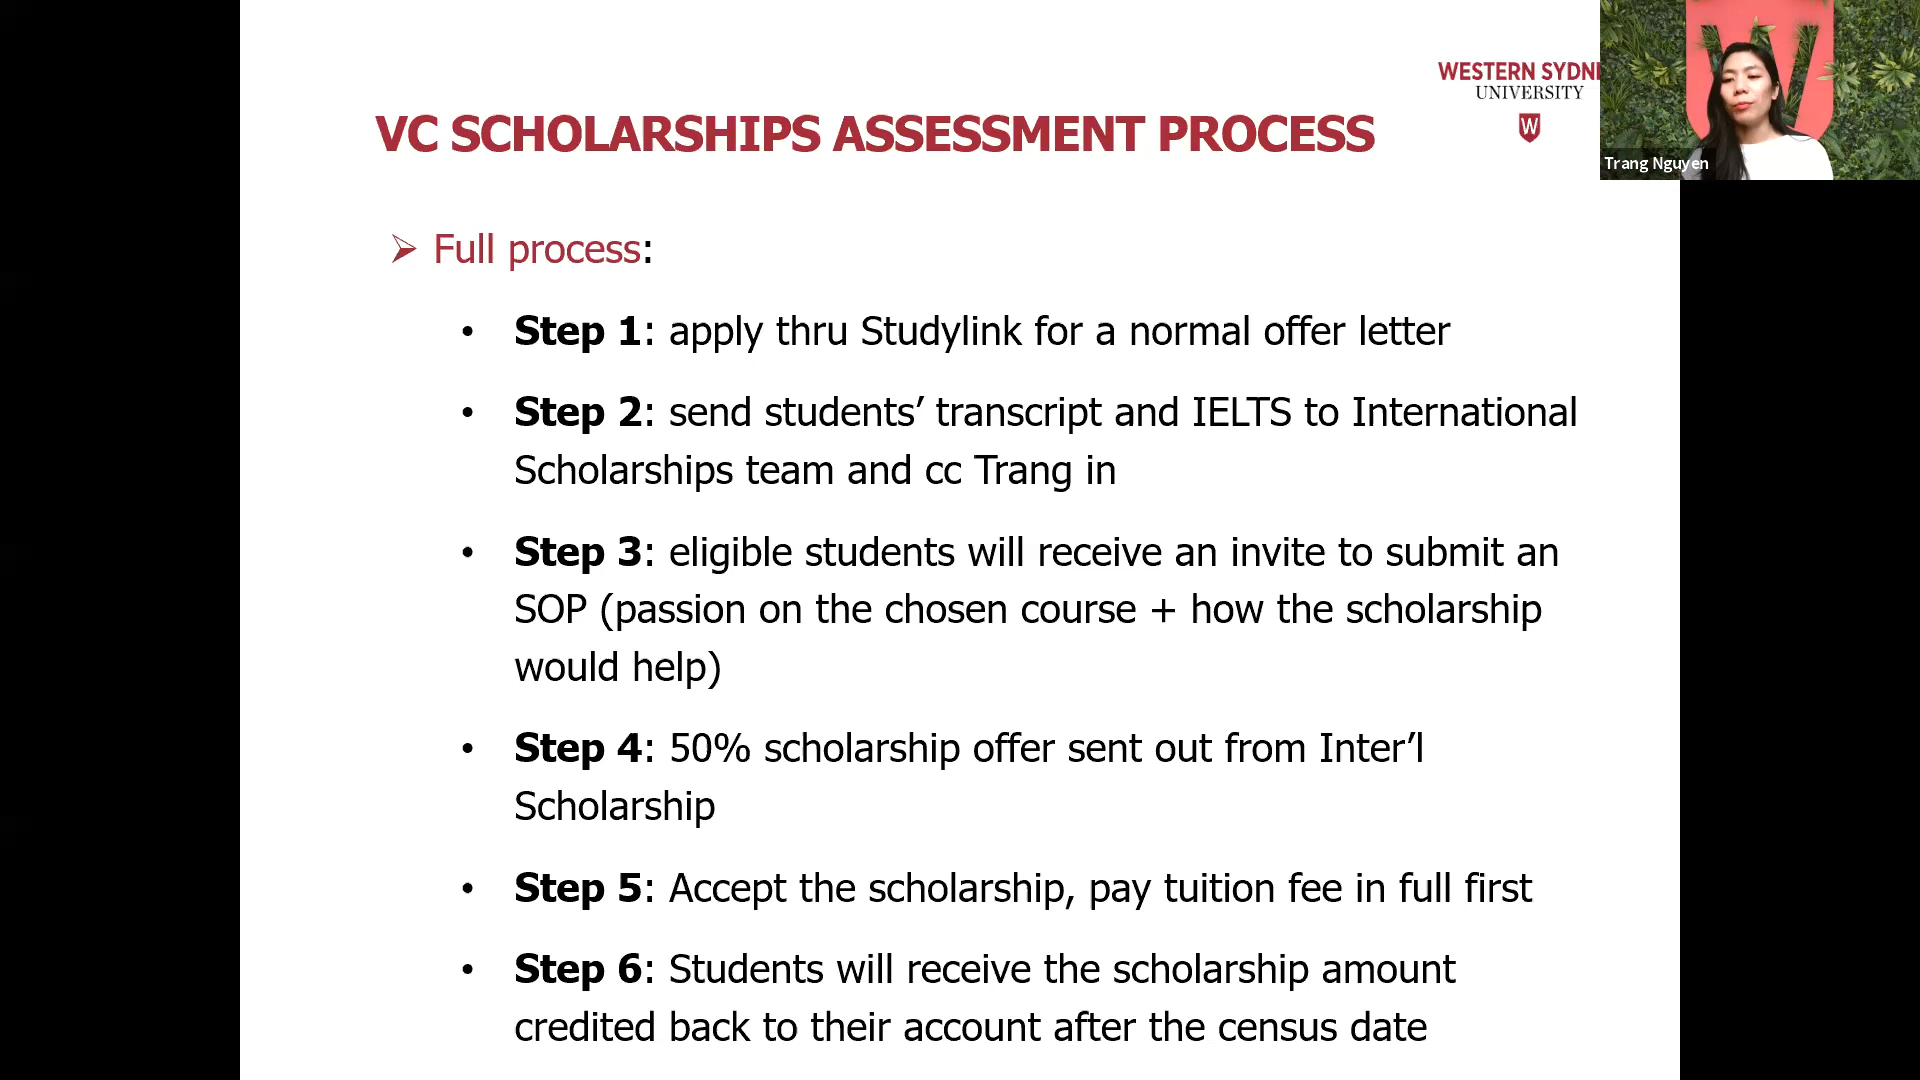 WESTERN SYDNE
UNIVERSITY
W
W
Trang Nguyen
VC SCHOLARSHIPS ASSESSMENT PROCESS
➢ Full process:
• Step 1: apply thru Studylink for a normal offer letter
• Step 2: send students’ transcript and IELTS to International
Scholarships team and cc Trang in
• Step 3: eligible students will receive an invite to submit an
SOP (passion on the chosen course + how the scholarship
would help)
• Step 4: 50% scholarship offer sent out from Inter’l
Scholarship
• Step 5: Accept the scholarship, pay tuition fee in full first
• Step 6: Students will receive the scholarship amount
credited back to their account after the census date